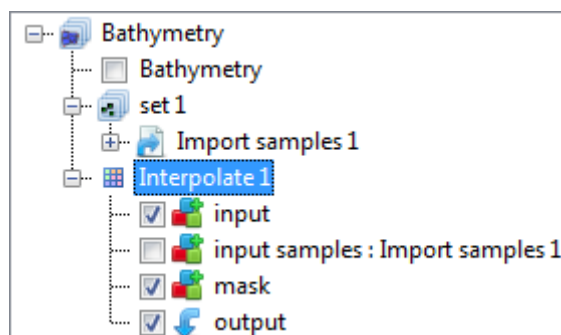 Bathymetry
Bathymetry
set 1
Import samples 1
Interpolate 1
input
input samples : Import samples 1
mask
output